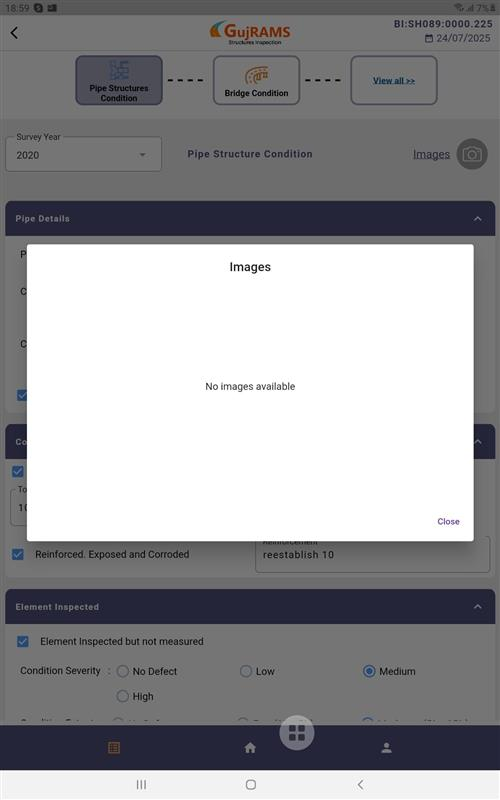 18:59
7%
GujRAMS
Structures Inspection
BI:SH089:0000.225
24/07/2025
Pipe Structures
Condition
Bridge Condition
View all >>
Survey Year
2020
Pipe Structure Condition
Images
Pipe Details
P
C
C
Images
No images available
Close
Co
To
10
Reinforced. Exposed and Corroded
Reinforcement
reestablish 10
Element Inspected
Element Inspected but not measured
Condition Severity : No Defect Low Medium
High